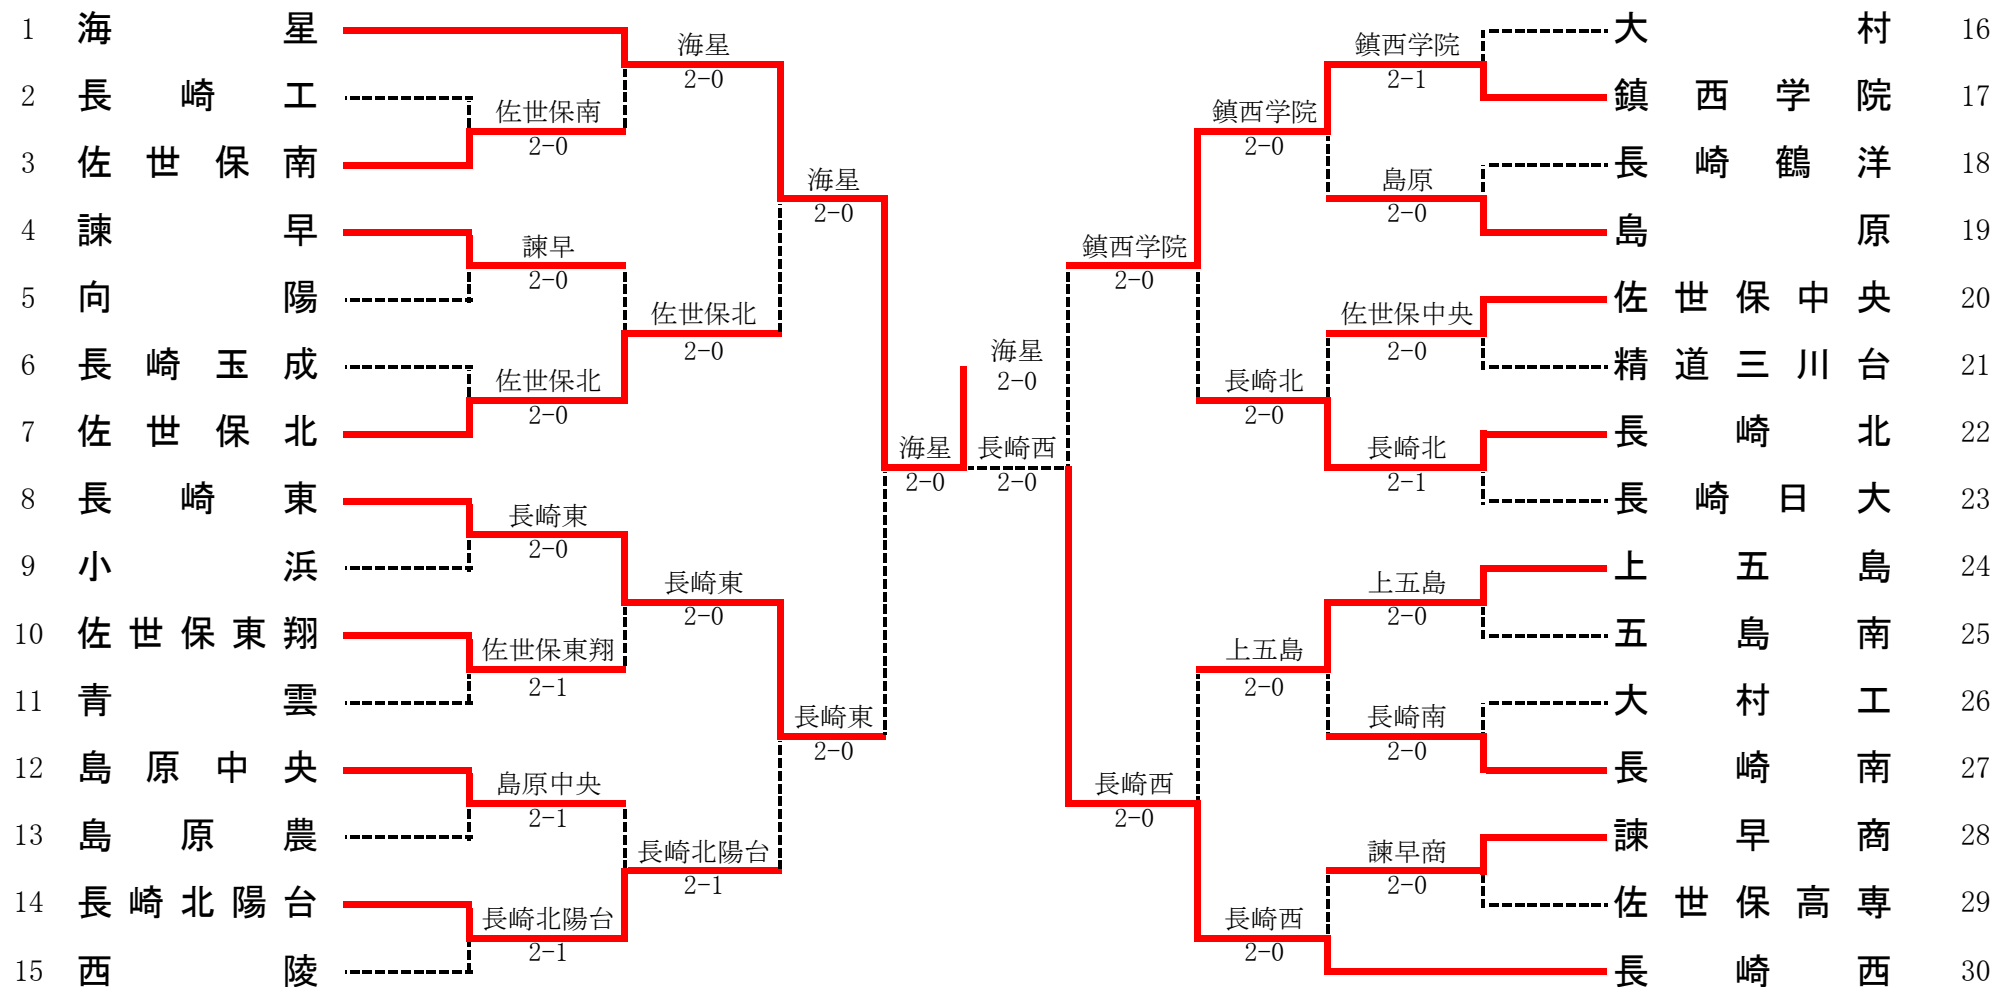 1 海星
2 長崎工
3 佐世保南
4 諫早
5 向陽
6 長崎玉成
7 佐世保北
8 長崎東
9 小浜
10 佐世保東翔
11 青雲
12 島原中央
13 島原農
14 長崎北陽台
15 西陵
佐世保南
2-0
諫早
2-0
佐世保北
2-0
長崎東
2-0
佐世保東翔
2-1
島原中央
2-1
長崎北陽台
2-1
海星
2-0
佐世保北
2-0
長崎東
2-0
長崎北陽台
2-1
海星
2-0
長崎東
2-0
海星
2-0
海星
2-0
長崎西
2-0
鎮西学院
2-0
長崎西
2-0
鎮西学院
2-0
長崎北
2-0
上五島
2-0
長崎西
2-0
鎮西学院
2-1
島原
2-0
佐世保中央
2-0
長崎北
2-1
上五島
2-0
長崎南
2-0
諫早商
2-0
大村 16
鎮西学院 17
長崎鶴洋 18
島原 19
佐世保中央 20
精道三川台 21
長崎北 22
長崎日大 23
上五島 24
五島南 25
大村工 26
長崎南 27
諫早商 28
佐世保高専 29
長崎西 30